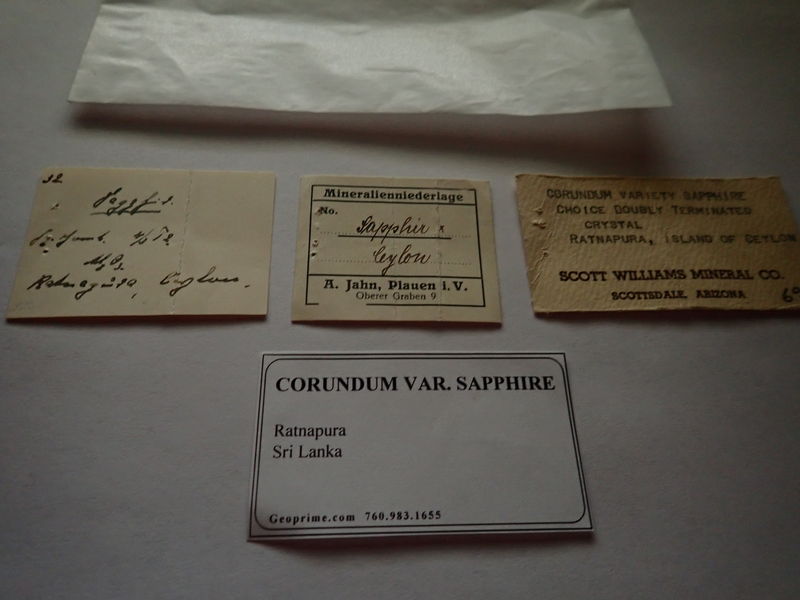 32
Ratnapura, Ceylon.
Mineralienniederlage
No.
Sapphir x
Ceylon
A. Jahn, Plauen i. V.
Oberer Graben 9
CORUNDUM VARIETY SAPPHIRE
CHOICE DOUBLY TERMINATED
CRYSTAL
RATNAPURA, ISLAND OF CEYLON
SCOTT WILLIAMS MINERAL CO.
SCOTTSDALE, ARIZONA
CORUNDUM VAR. SAPPHIRE
Ratnapura
Sri Lanka
Geoprime.com 760.983.1655